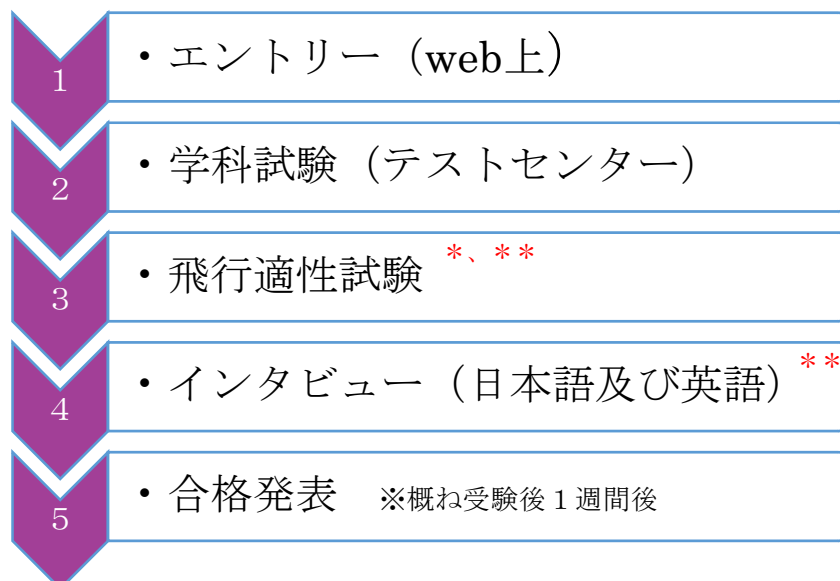 1 ・エントリー（web上）
2 ・学科試験（テストセンター）
3 ・飛行適性試験 ＊、＊＊
4 ・インタビュー（日本語及び英語）＊＊
5 ・合格発表 ※概ね受験後１週間後